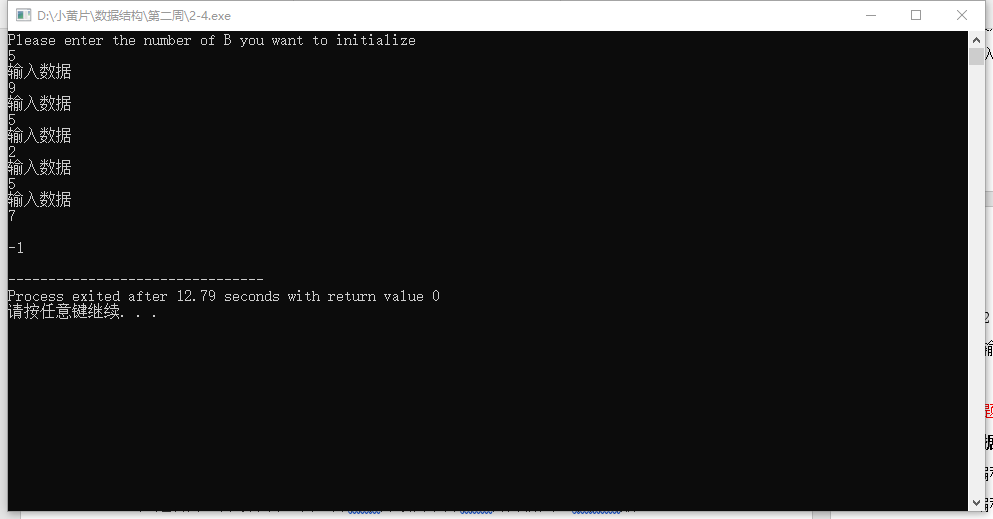 D:\小黄片\数据结构\第二周\2-4.exe
Please enter the number of B you want to initialize
5
输入数据
9
输入数据
5
输入数据
2
输入数据
5
输入数据
7
-1
--------------------------------
Process exited after 12.79 seconds with return value 0
请按任意键继续. . .